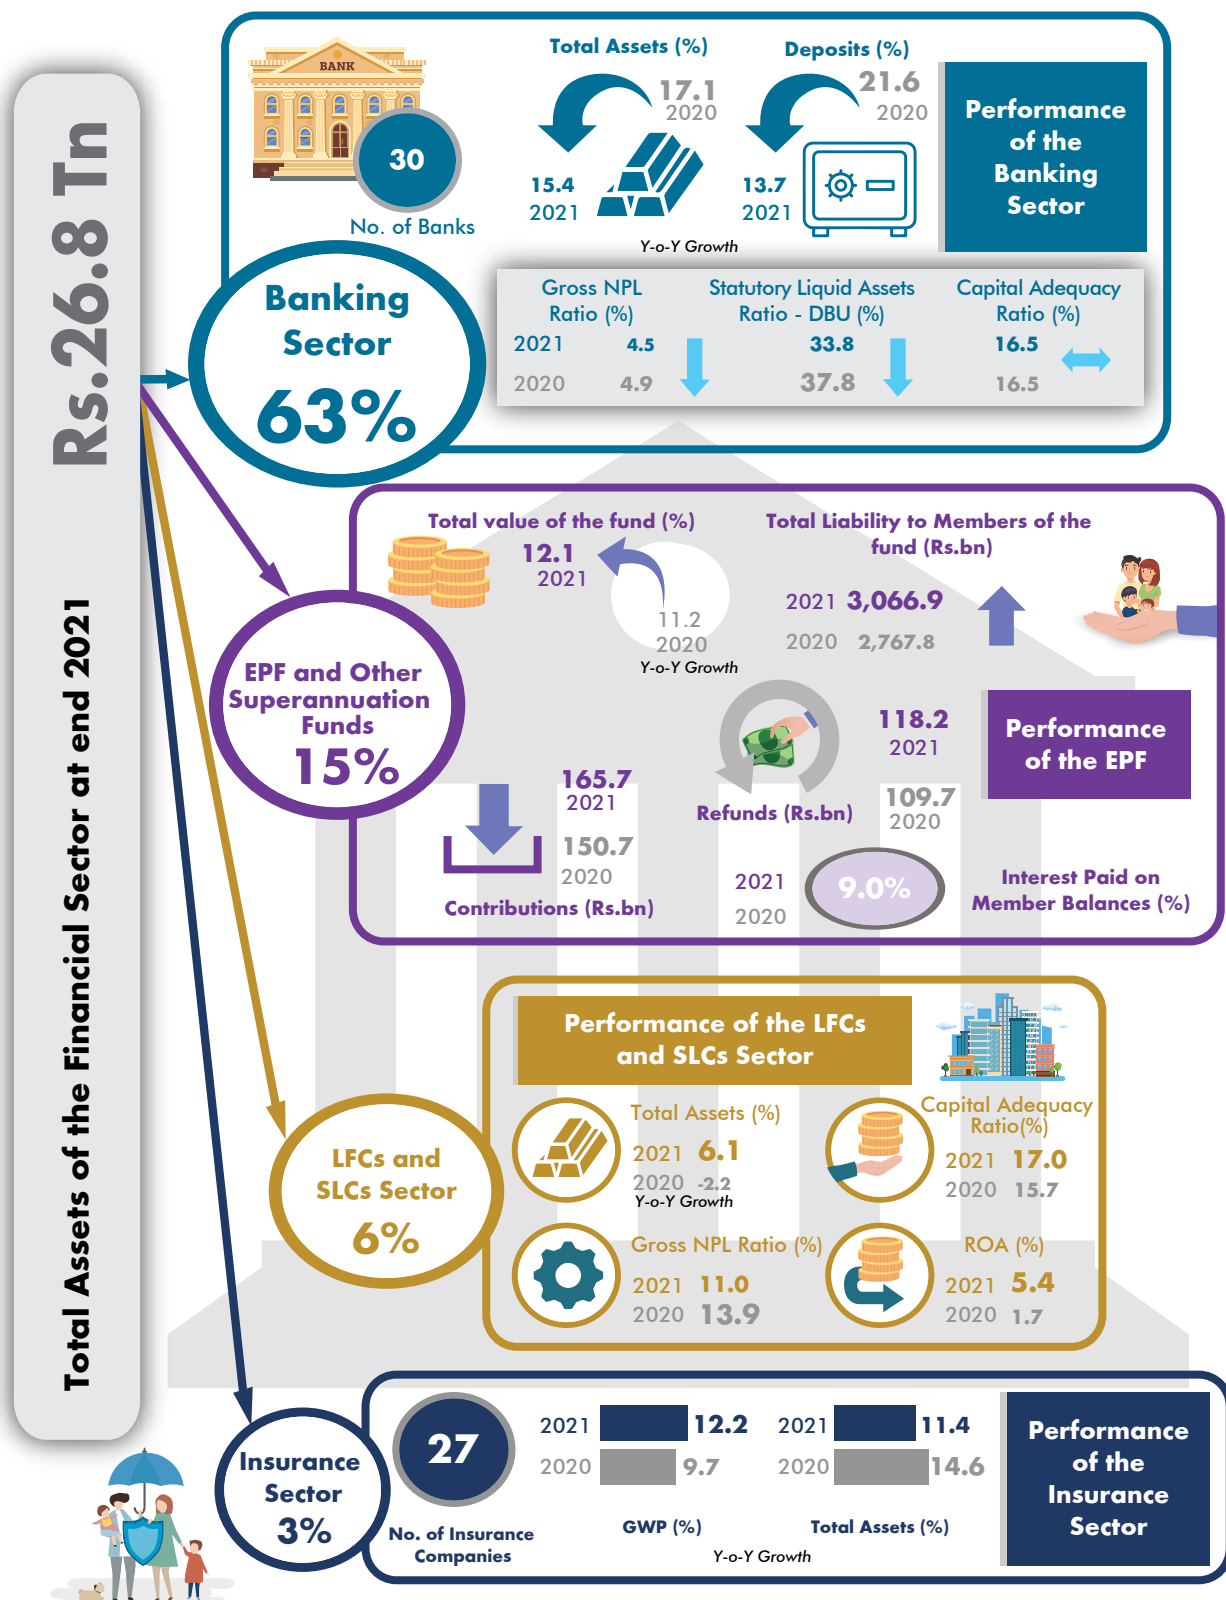 Rs.26.8 Tn
Total Assets of the Financial Sector at end 2021
BANK
30
No. of Banks
Total Assets (%)
17.1
2020
15.4
2021
Deposits (%)
21.6
2020
13.7
2021
Y-o-Y Growth
Performance
of the
Banking
Sector
Banking
Sector
63%
Gross NPL
Ratio (%)
Statutory Liquid Assets
Ratio - DBU (%)
Capital Adequacy
Ratio (%)
2021 4.5 33.8 16.5
2020 4.9 37.8 16.5
Total value of the fund (%)
12.1
2021
11.2
2020
Y-o-Y Growth
Total Liability to Members of the
fund (Rs.bn)
2021 3,066.9
2020 2,767.8
EPF and Other
Superannuation
Funds
15%
118.2
2021
109.7
2020
Refunds (Rs.bn)
Performance
of the EPF
165.7
2021
150.7
2020
Contributions (Rs.bn)
2021
2020
9.0%
Interest Paid on
Member Balances (%)
Performance of the LFCs
and SLCs Sector
LFCs and
SLCs Sector
6%
Total Assets (%)
2021 6.1
2020 -2.2
Y-o-Y Growth
Capital Adequacy
Ratio(%)
2021 17.0
2020 15.7
Gross NPL Ratio (%)
2021 11.0
2020 13.9
ROA (%)
2021 5.4
2020 1.7
Insurance
Sector
3%
27
No. of Insurance
Companies
2021 12.2
2020 9.7
GWP (%)
2021 11.4
2020 14.6
Total Assets (%)
Y-o-Y Growth
Performance
of the
Insurance
Sector